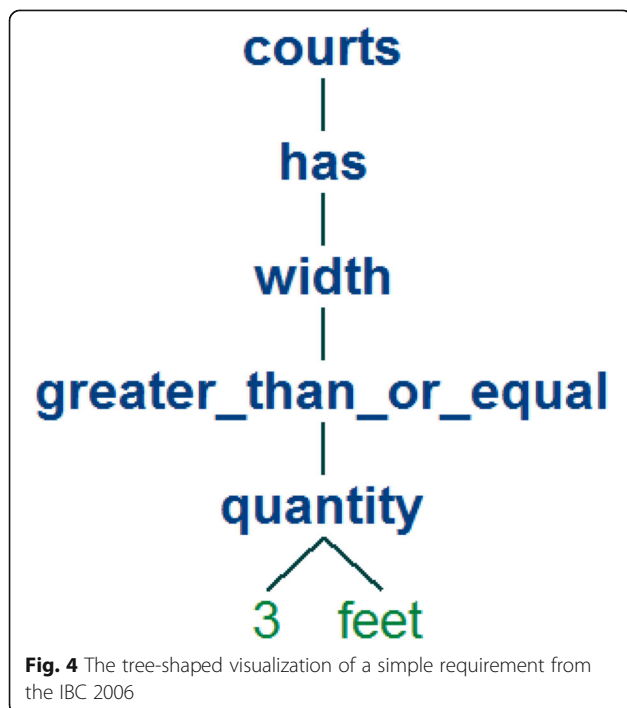 courts
has
width
greater_than_or_equal
quantity
3 feet
Fig. 4 The tree-shaped visualization of a simple requirement from
the IBC 2006